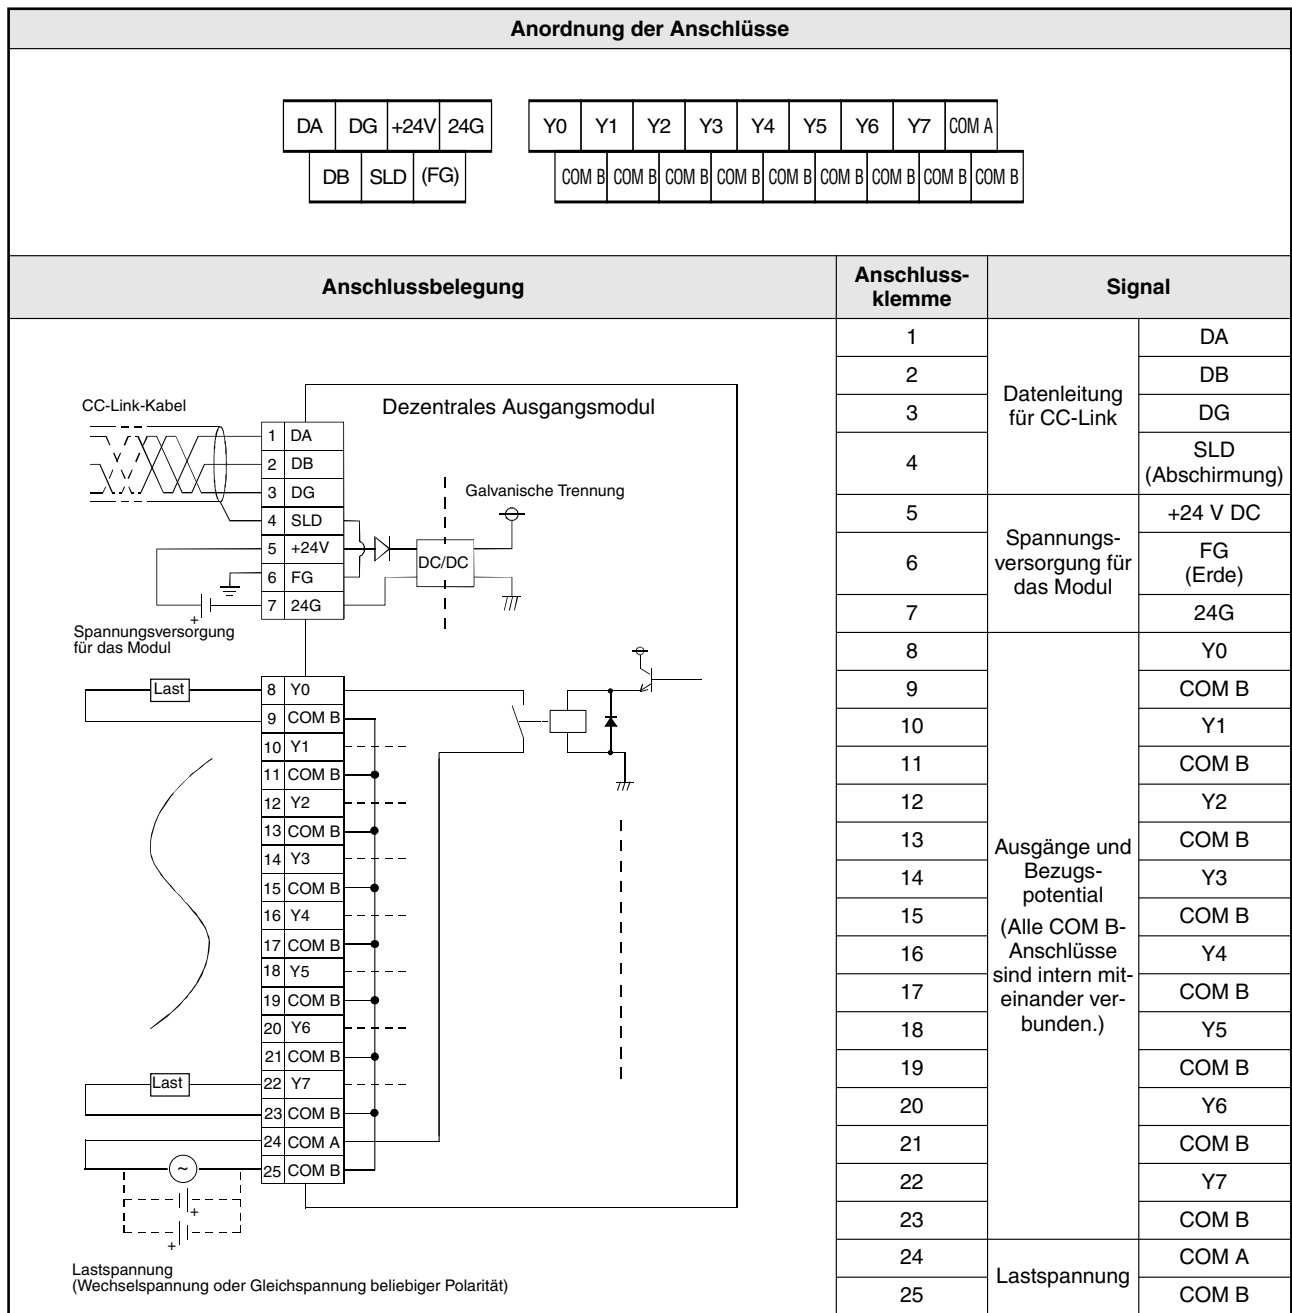 Anordnung der Anschlüsse
DA DG +24V 24G Y0 Y1 Y2 Y3 Y4 Y5 Y6 Y7 COM A
DB SLD (FG) COM B COM B COM B COM B COM B COM B COM B COM B COM B
Anschlussbelegung
Anschluss-
klemme
Signal
CC-Link-Kabel
Dezentrales Ausgangsmodul
1 DA
2 DB
3 DG
4 SLD
5 +24V
6 FG
7 24G
Galvanische Trennung
DC/DC
+
Spannungsversorgung
für das Modul
Last
8 Y0
9 COM B
10 Y1
11 COM B
12 Y2
13 COM B
14 Y3
15 COM B
16 Y4
17 COM B
18 Y5
19 COM B
20 Y6
21 COM B
Last
22 Y7
23 COM B
24 COM A
25 COM B
~
+
+
Lastspannung
(Wechselspannung oder Gleichspannung beliebiger Polarität)
1 DA
2 DB
3 DG
4 SLD
(Abschirmung)
Datenleitung
für CC-Link
5 +24 V DC
6 FG
(Erde)
7 24G
Spannungs-
versorgung für
das Modul
8 Y0
9 COM B
10 Y1
11 COM B
12 Y2
13 COM B
14 Y3
15 COM B
16 Y4
17 COM B
18 Y5
19 COM B
20 Y6
21 COM B
22 Y7
23 COM B
Ausgänge und
Bezugs-
potential
(Alle COM B-
Anschlüsse
sind intern mit-
einander ver-
bunden.)
24 COM A
25 COM B
Lastspannung